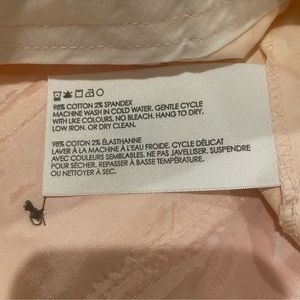 98% COTTON 2% SPANDEX
MACHINE WASH IN COLD WATER. GENTLE CYCLE
WITH LIKE COLOURS. NO BLEACH. HANG TO DRY.
LOW IRON. OR DRY CLEAN.
98% COTTON 2% ÉLASTHANNE
LAVER À LA MACHINE À L'EAU FROIDE. CYCLE DÉLICAT
AVEC COULEURS SEMBLABLES. NE PAS JAVELLISER. SUSPENDRE
POUR SÉCHER. REPASSER À BASSE TEMPÉRATURE.
OU NETTOYER À SEC.